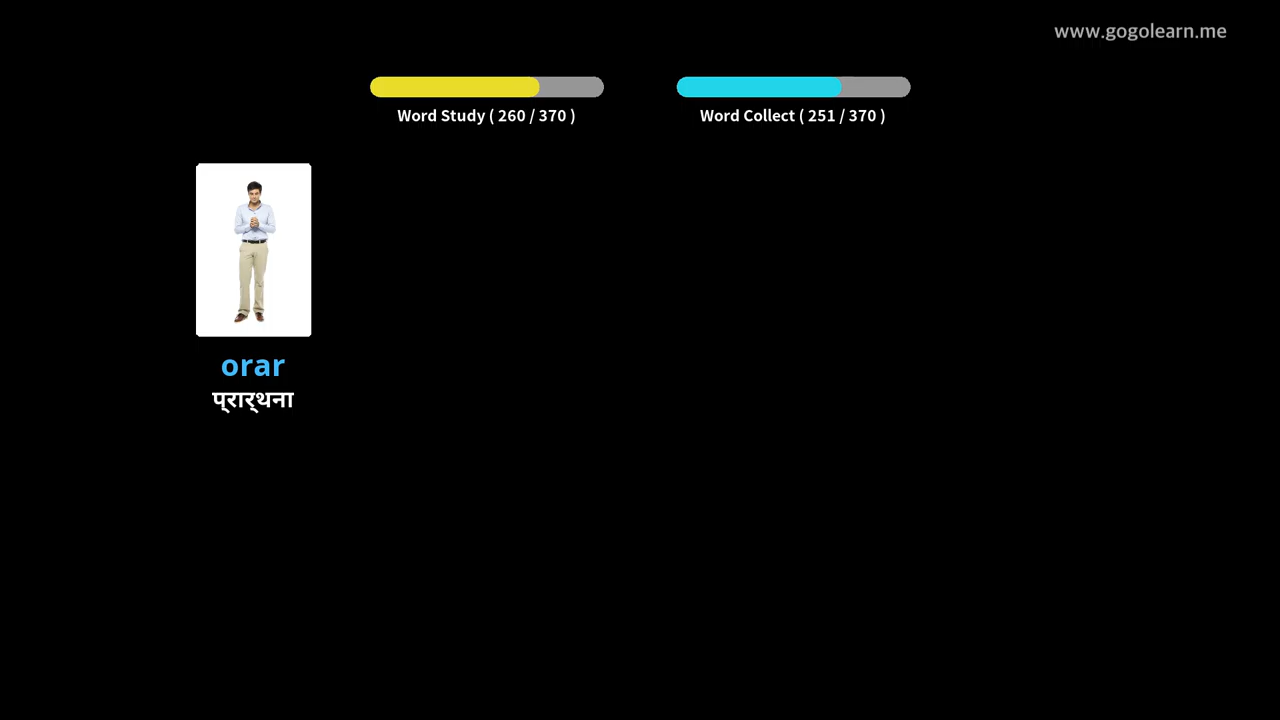 www.gogolearn.me
Word Study ( 260 / 370 )
Word Collect ( 251 / 370 )
orar
प्रार्थना